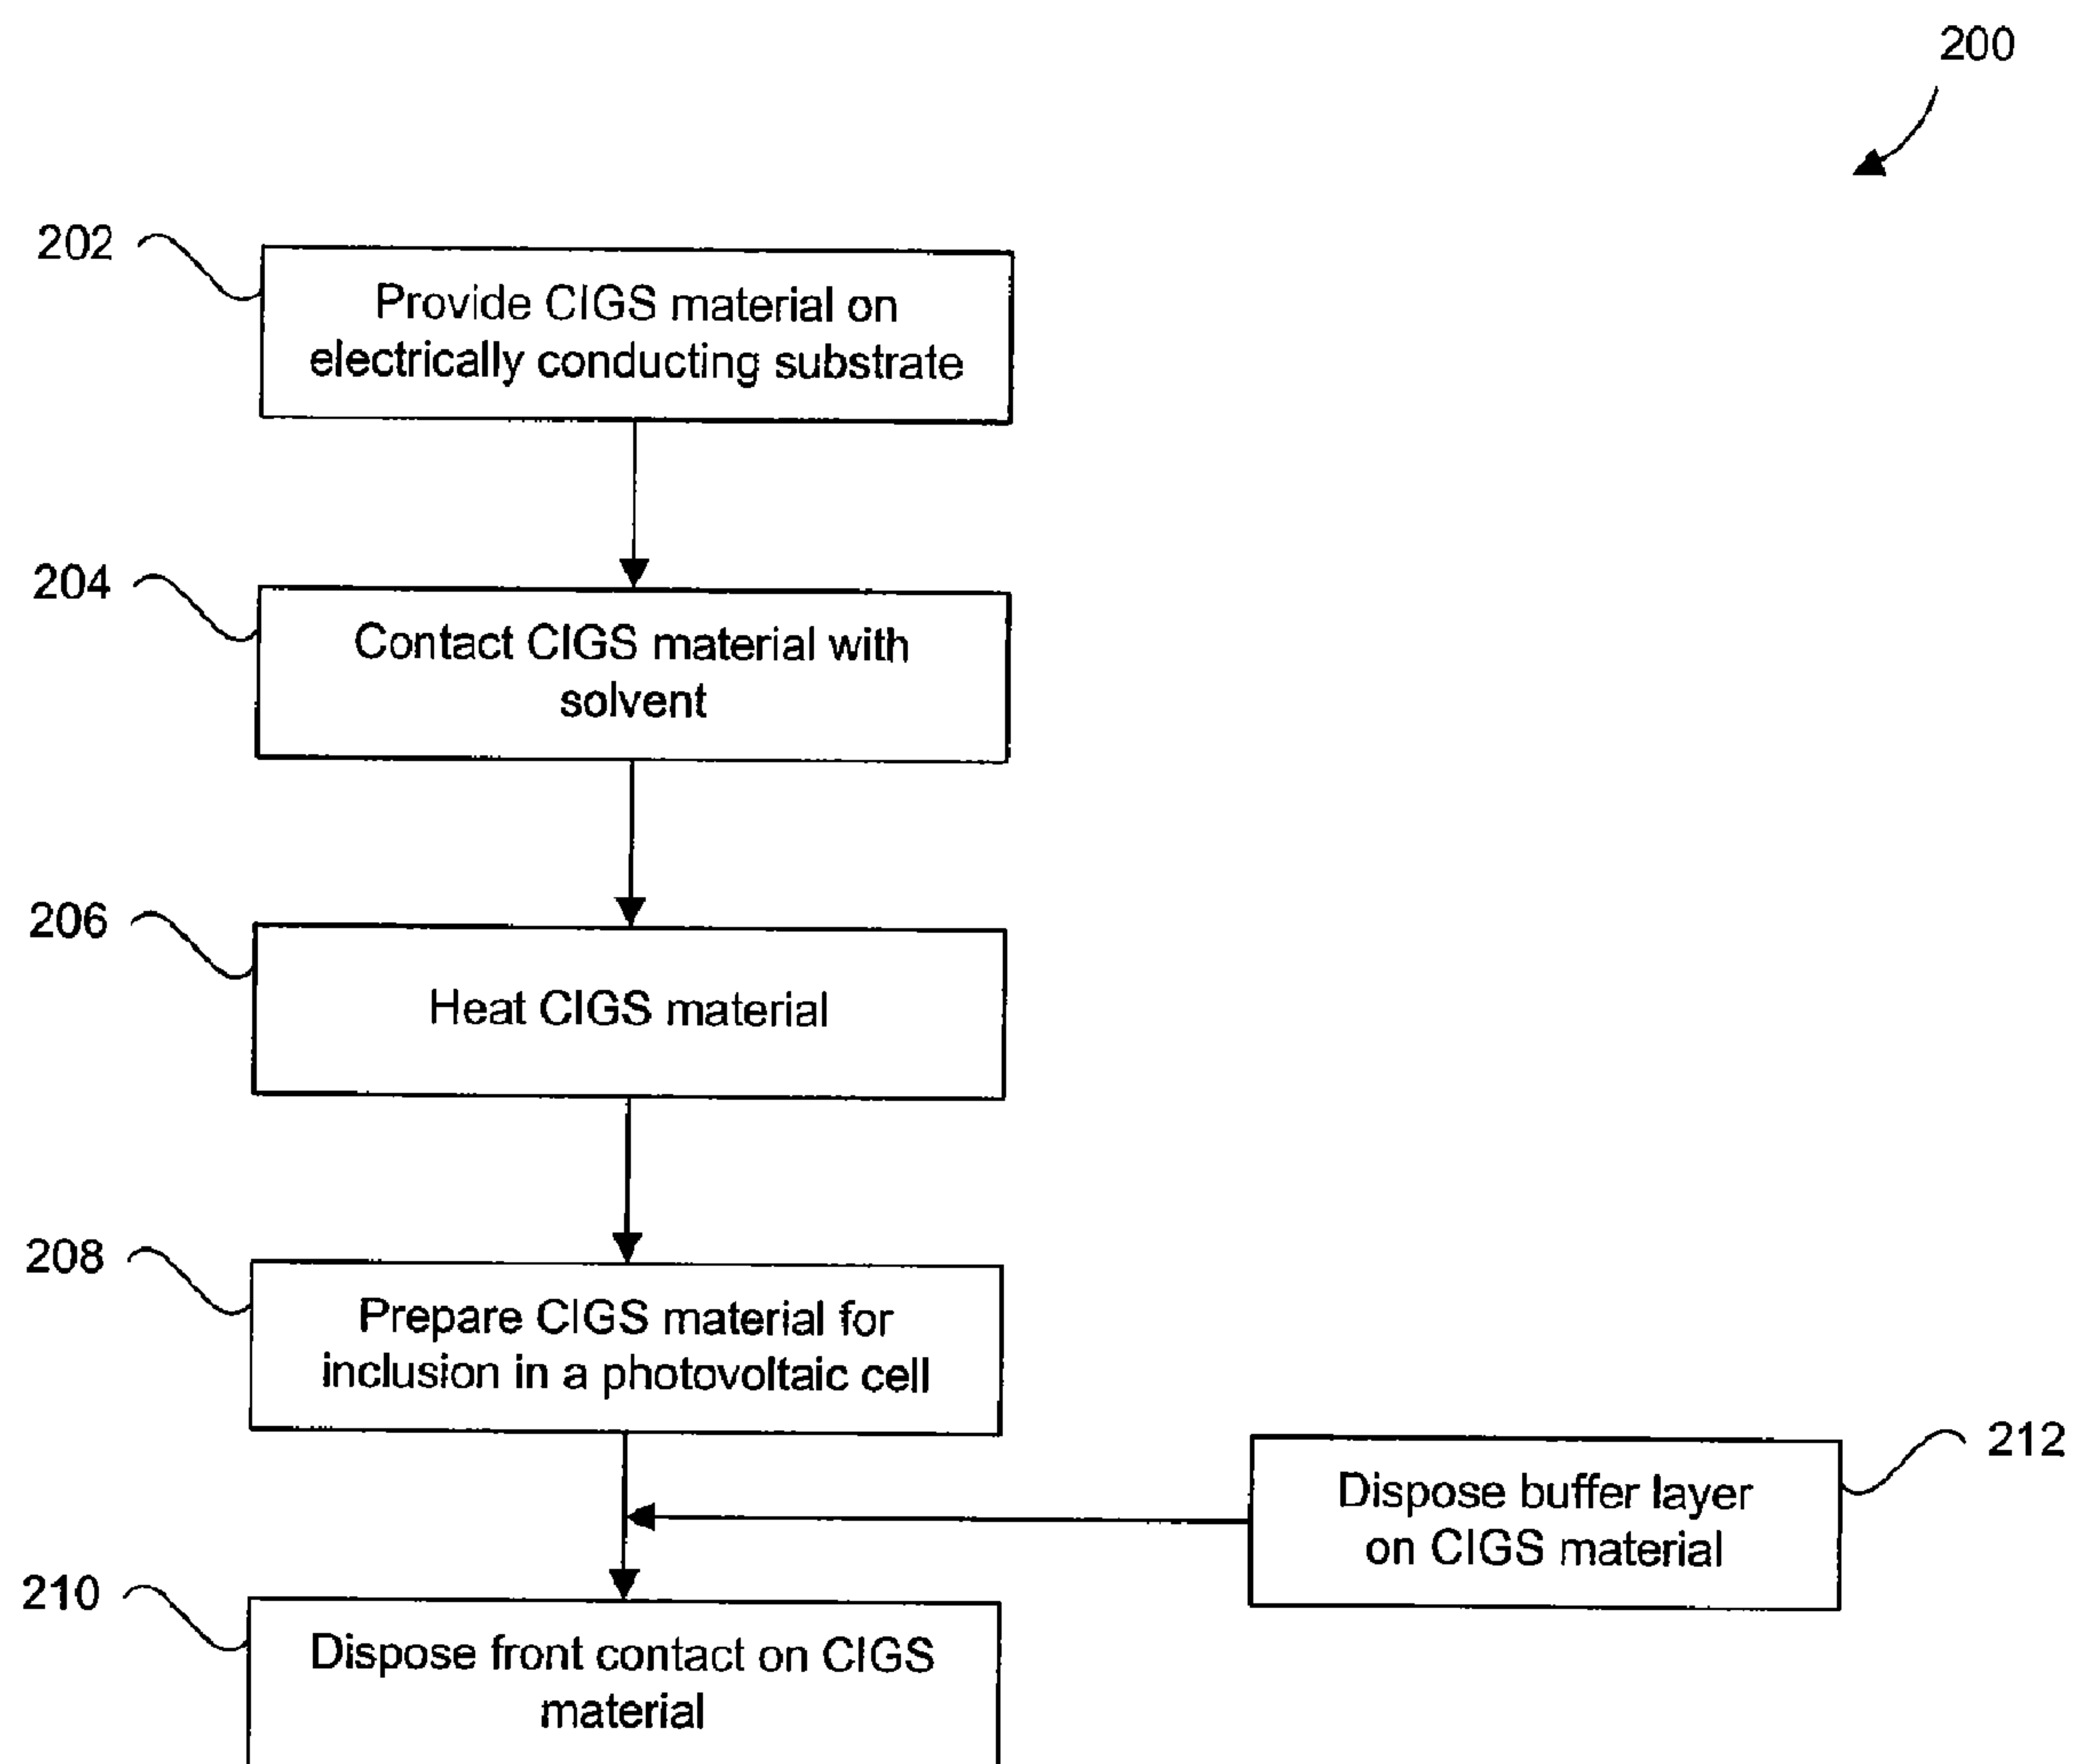 200
202
Provide CIGS material on
electrically conducting substrate
204
Contact CIGS material with
solvent
206
Heat CIGS material
208
Prepare CIGS material for
inclusion in a photovoltaic cell
212
Dispose buffer layer
on CIGS material
210
Dispose front contact on CIGS
material